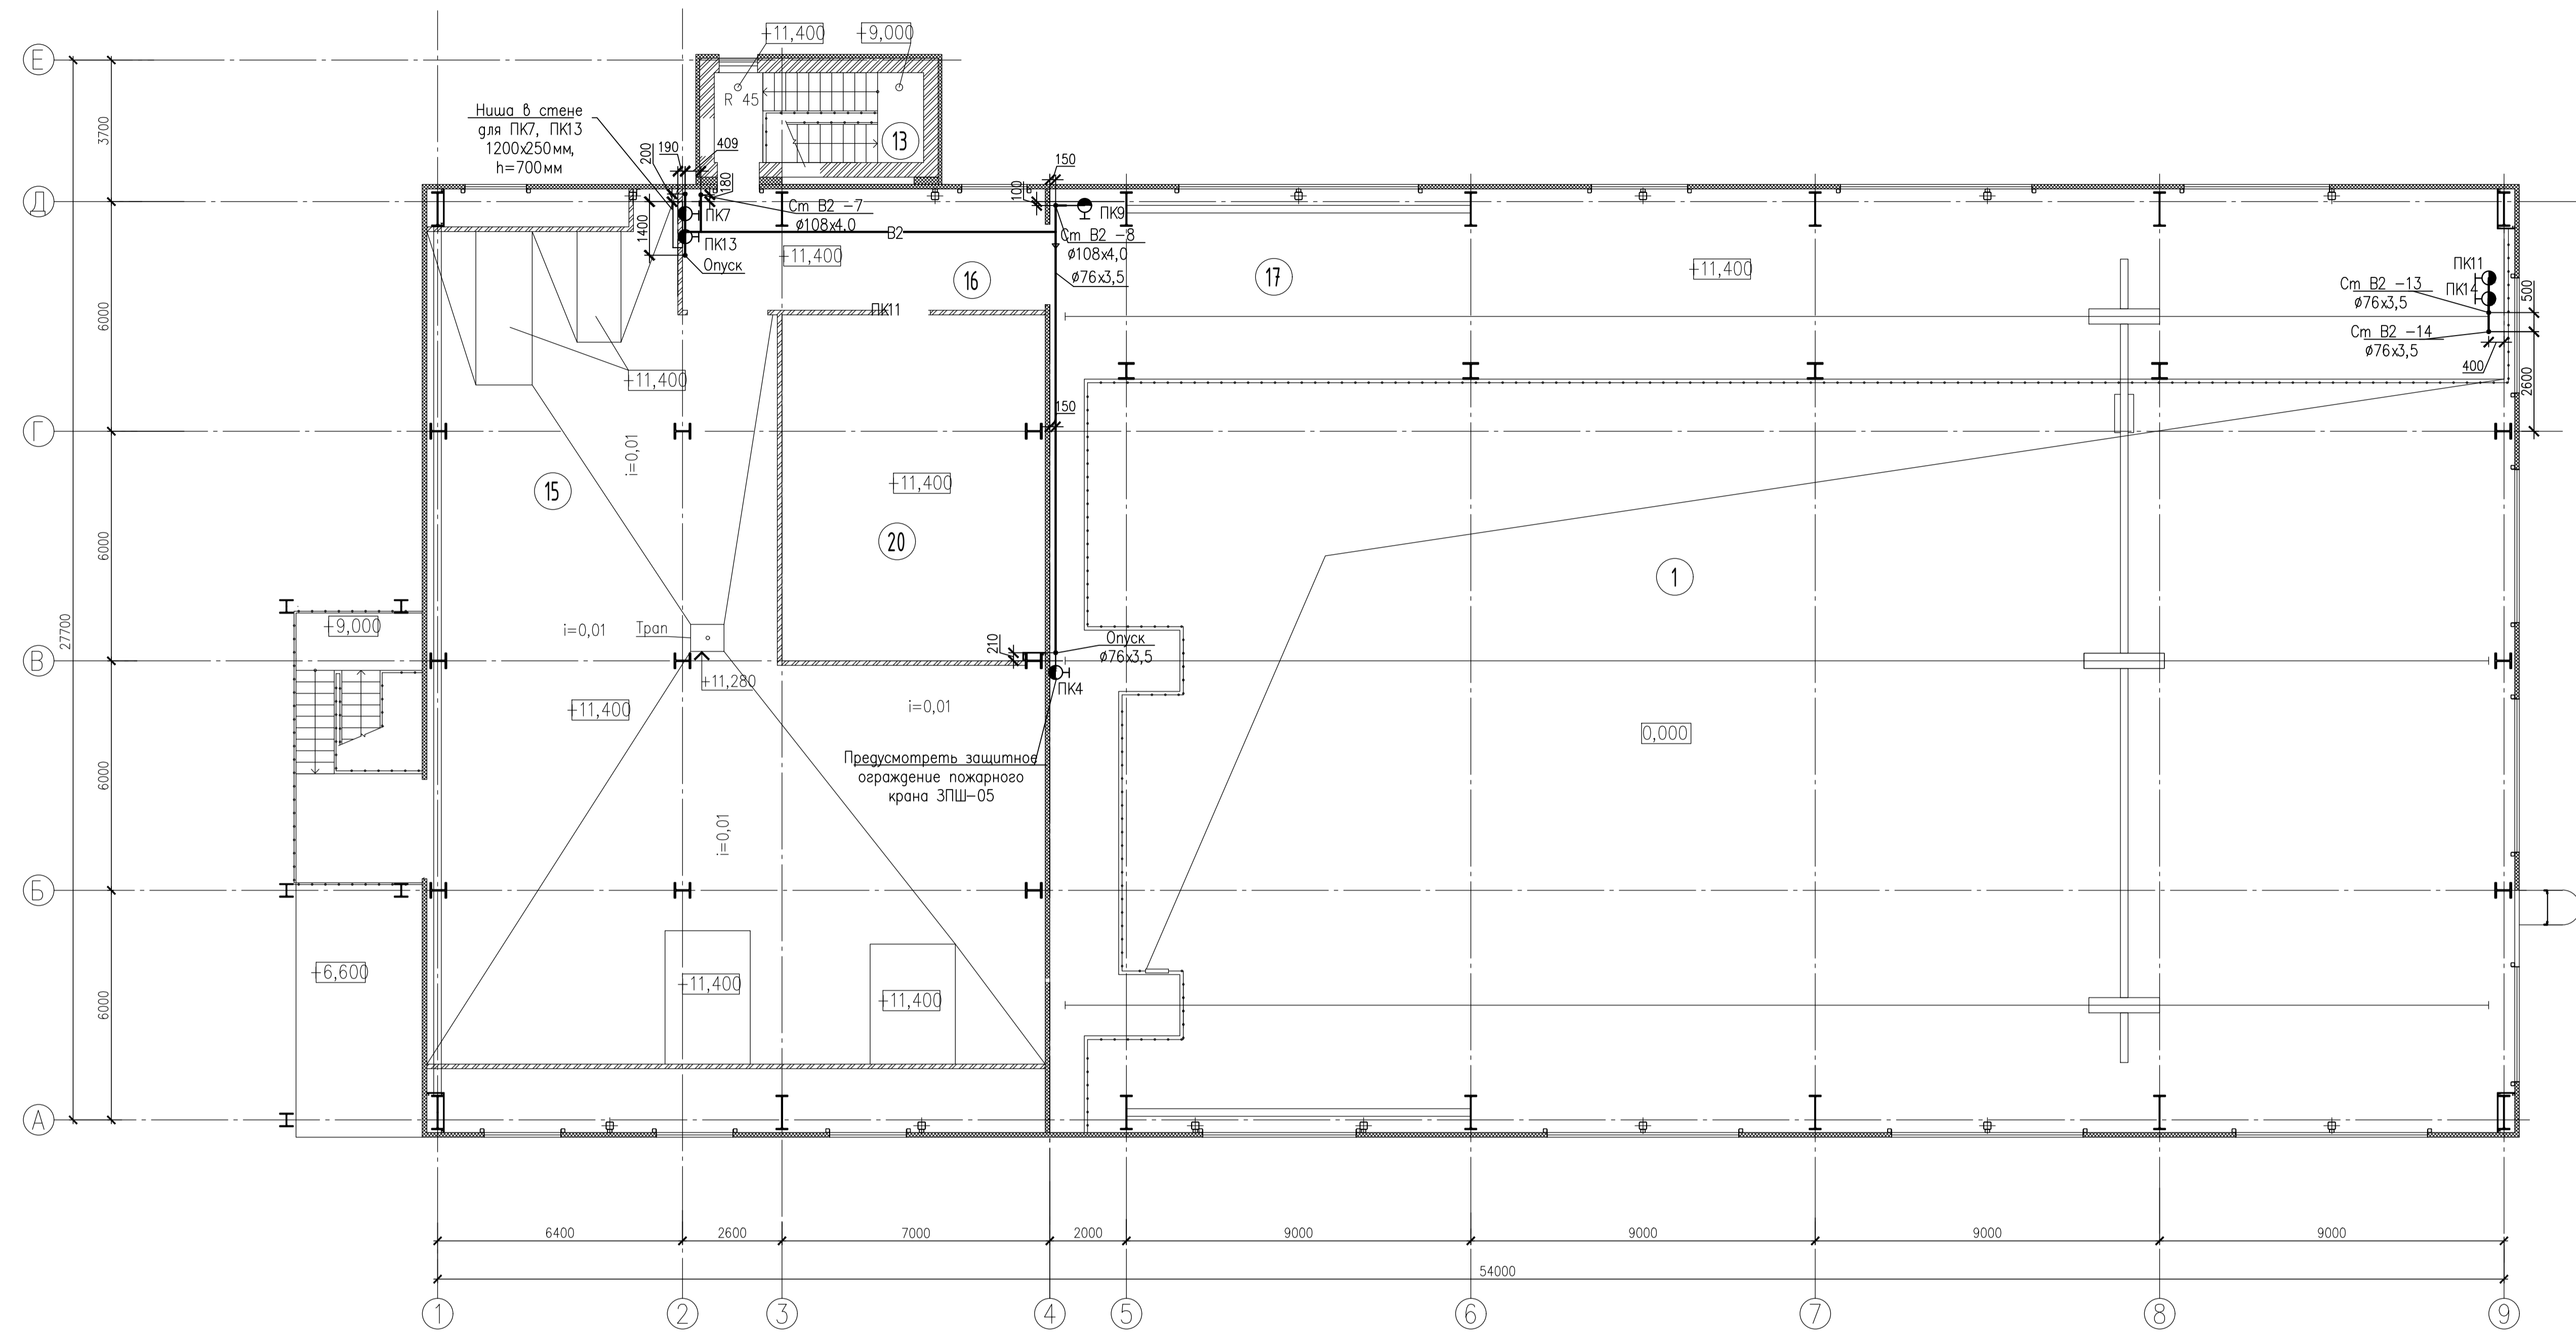 +11,400
+9,000
Е
R 45
13
3700
Ниша в стене
для ПК7, ПК13
1200х250мм,
h=700мм
200
190
409
180
150
100
Д
ПК7
Ст В2 -7
ø108х4,0
ПК9
1400
ПК13
В2
Ст В2 -8
ø108х4,0
Опуск
+11,400
16
ø76х3,5
17
+11,400
ПК11
Ст В2 -13
ПК14
ø76х3,5
500
6000
ПК11
Ст В2 -14
ø76х3,5
400
2600
+11,400
150
Г
i=0,01
15
+11,400
6000
20
1
27700
+9,000
i=0,01
Трап
210
Опуск
ø76х3,5
В
+11,280
ПК4
+11,400
i=0,01
0,000
Предусмотреть защитное
ограждение пожарного
крана ЗПШ-05
6000
i=0,01
Б
+6,600
+11,400
+11,400
6000
А
6400
2600
7000
2000
9000
9000
9000
9000
54000
1
2
3
4
5
6
7
8
9